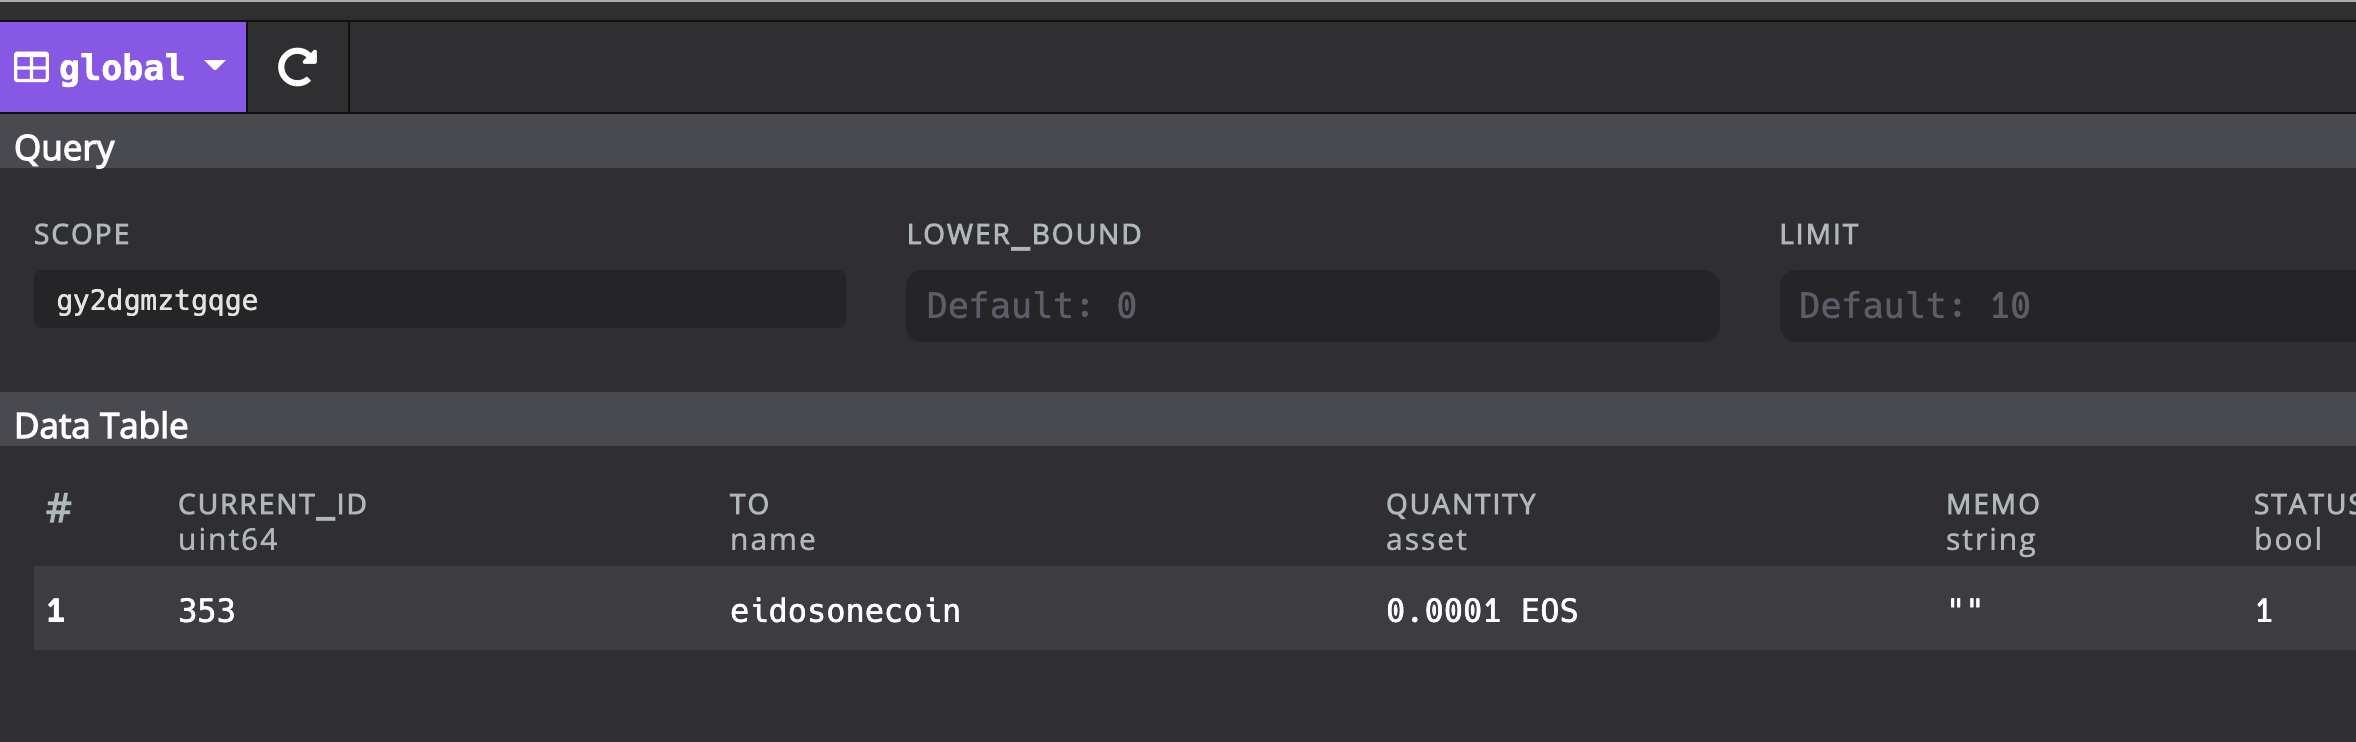 global
Query
SCOPE LOWER_BOUND LIMIT
gy2dgmztgqge Default: 0 Default: 10
Data Table
# CURRENT_ID TO QUANTITY MEMO STATUS
uint64 name asset string bool
1 353 eidosonecoin 0.0001 EOS "" 1